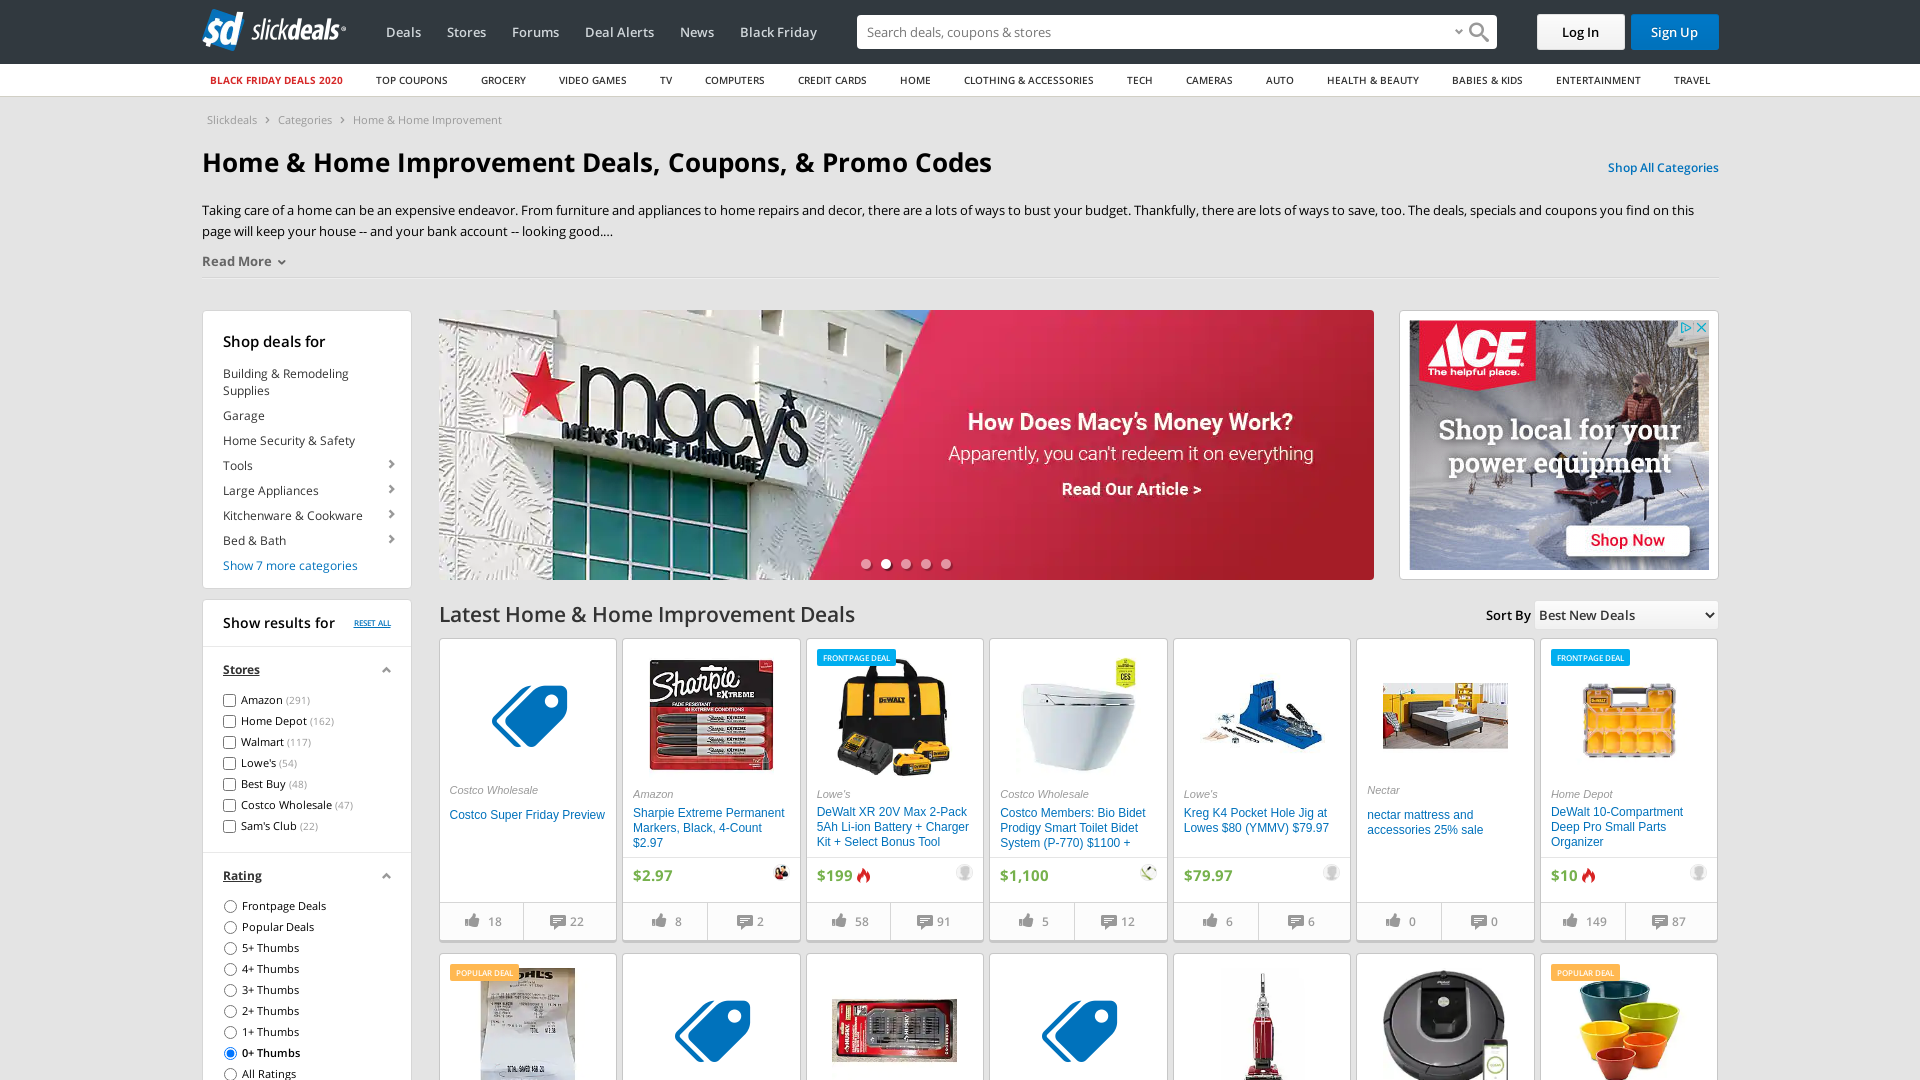 sd slickdeals
Deals
Stores
Forums
Deal Alerts
News
Black Friday
Search deals, coupons & stores
Log In
Sign Up
BLACK FRIDAY DEALS 2020
TOP COUPONS
GROCERY
VIDEO GAMES
TV
COMPUTERS
CREDIT CARDS
HOME
CLOTHING & ACCESSORIES
TECH
CAMERAS
AUTO
HEALTH & BEAUTY
BABIES & KIDS
ENTERTAINMENT
TRAVEL
Slickdeals > Categories > Home & Home Improvement
Home & Home Improvement Deals, Coupons, & Promo Codes
Shop All Categories
Taking care of a home can be an expensive endeavor. From furniture and appliances to home repairs and decor, there are a lots of ways to bust your budget. Thankfully, there are lots of ways to save, too. The deals, specials and coupons you find on this
page will keep your house -- and your bank account -- looking good....
Read More
Shop deals for
Building & Remodeling
Supplies
Garage
Home Security & Safety
Tools
Large Appliances
Kitchenware & Cookware
Bed & Bath
Show 7 more categories
macy's
MEN'S HOME FURNITURE
How Does Macy's Money Work?
Apparently, you can't redeem it on everything
Read Our Article >
ACE
The helpful place.
Shop local for your
power equipment
Shop Now
Show results for
RESET ALL
Stores
Amazon (291)
Home Depot (162)
Walmart (117)
Lowe's (54)
Best Buy (48)
Costco Wholesale (47)
Sam's Club (22)
Rating
Frontpage Deals
Popular Deals
5+ Thumbs
4+ Thumbs
3+ Thumbs
2+ Thumbs
1+ Thumbs
0+ Thumbs
All Ratings
Latest Home & Home Improvement Deals
Sort By
Best New Deals
Costco Wholesale
Costco Super Friday Preview
18
22
Sharpie
EXTREME
Amazon
Sharpie Extreme Permanent
Markers, Black, 4-Count
$2.97
$2.97
8
2
FRONTPAGE DEAL
DEWALT
Lowe's
DeWalt XR 20V Max 2-Pack
5Ah Li-ion Battery + Charger
Kit + Select Bonus Tool
$199
58
91
CES
Costco Wholesale
Costco Members: Bio Bidet
Prodigy Smart Toilet Bidet
System (P-770) $1100 +
$1,100
5
12
Lowe's
Kreg K4 Pocket Hole Jig at
Lowes $80 (YMMV) $79.97
$79.97
6
6
Nectar
nectar mattress and
accessories 25% sale
0
0
FRONTPAGE DEAL
Home Depot
DeWalt 10-Compartment
Deep Pro Small Parts
Organizer
$10
149
87
POPULAR DEAL
HUSKY
POPULAR DEAL